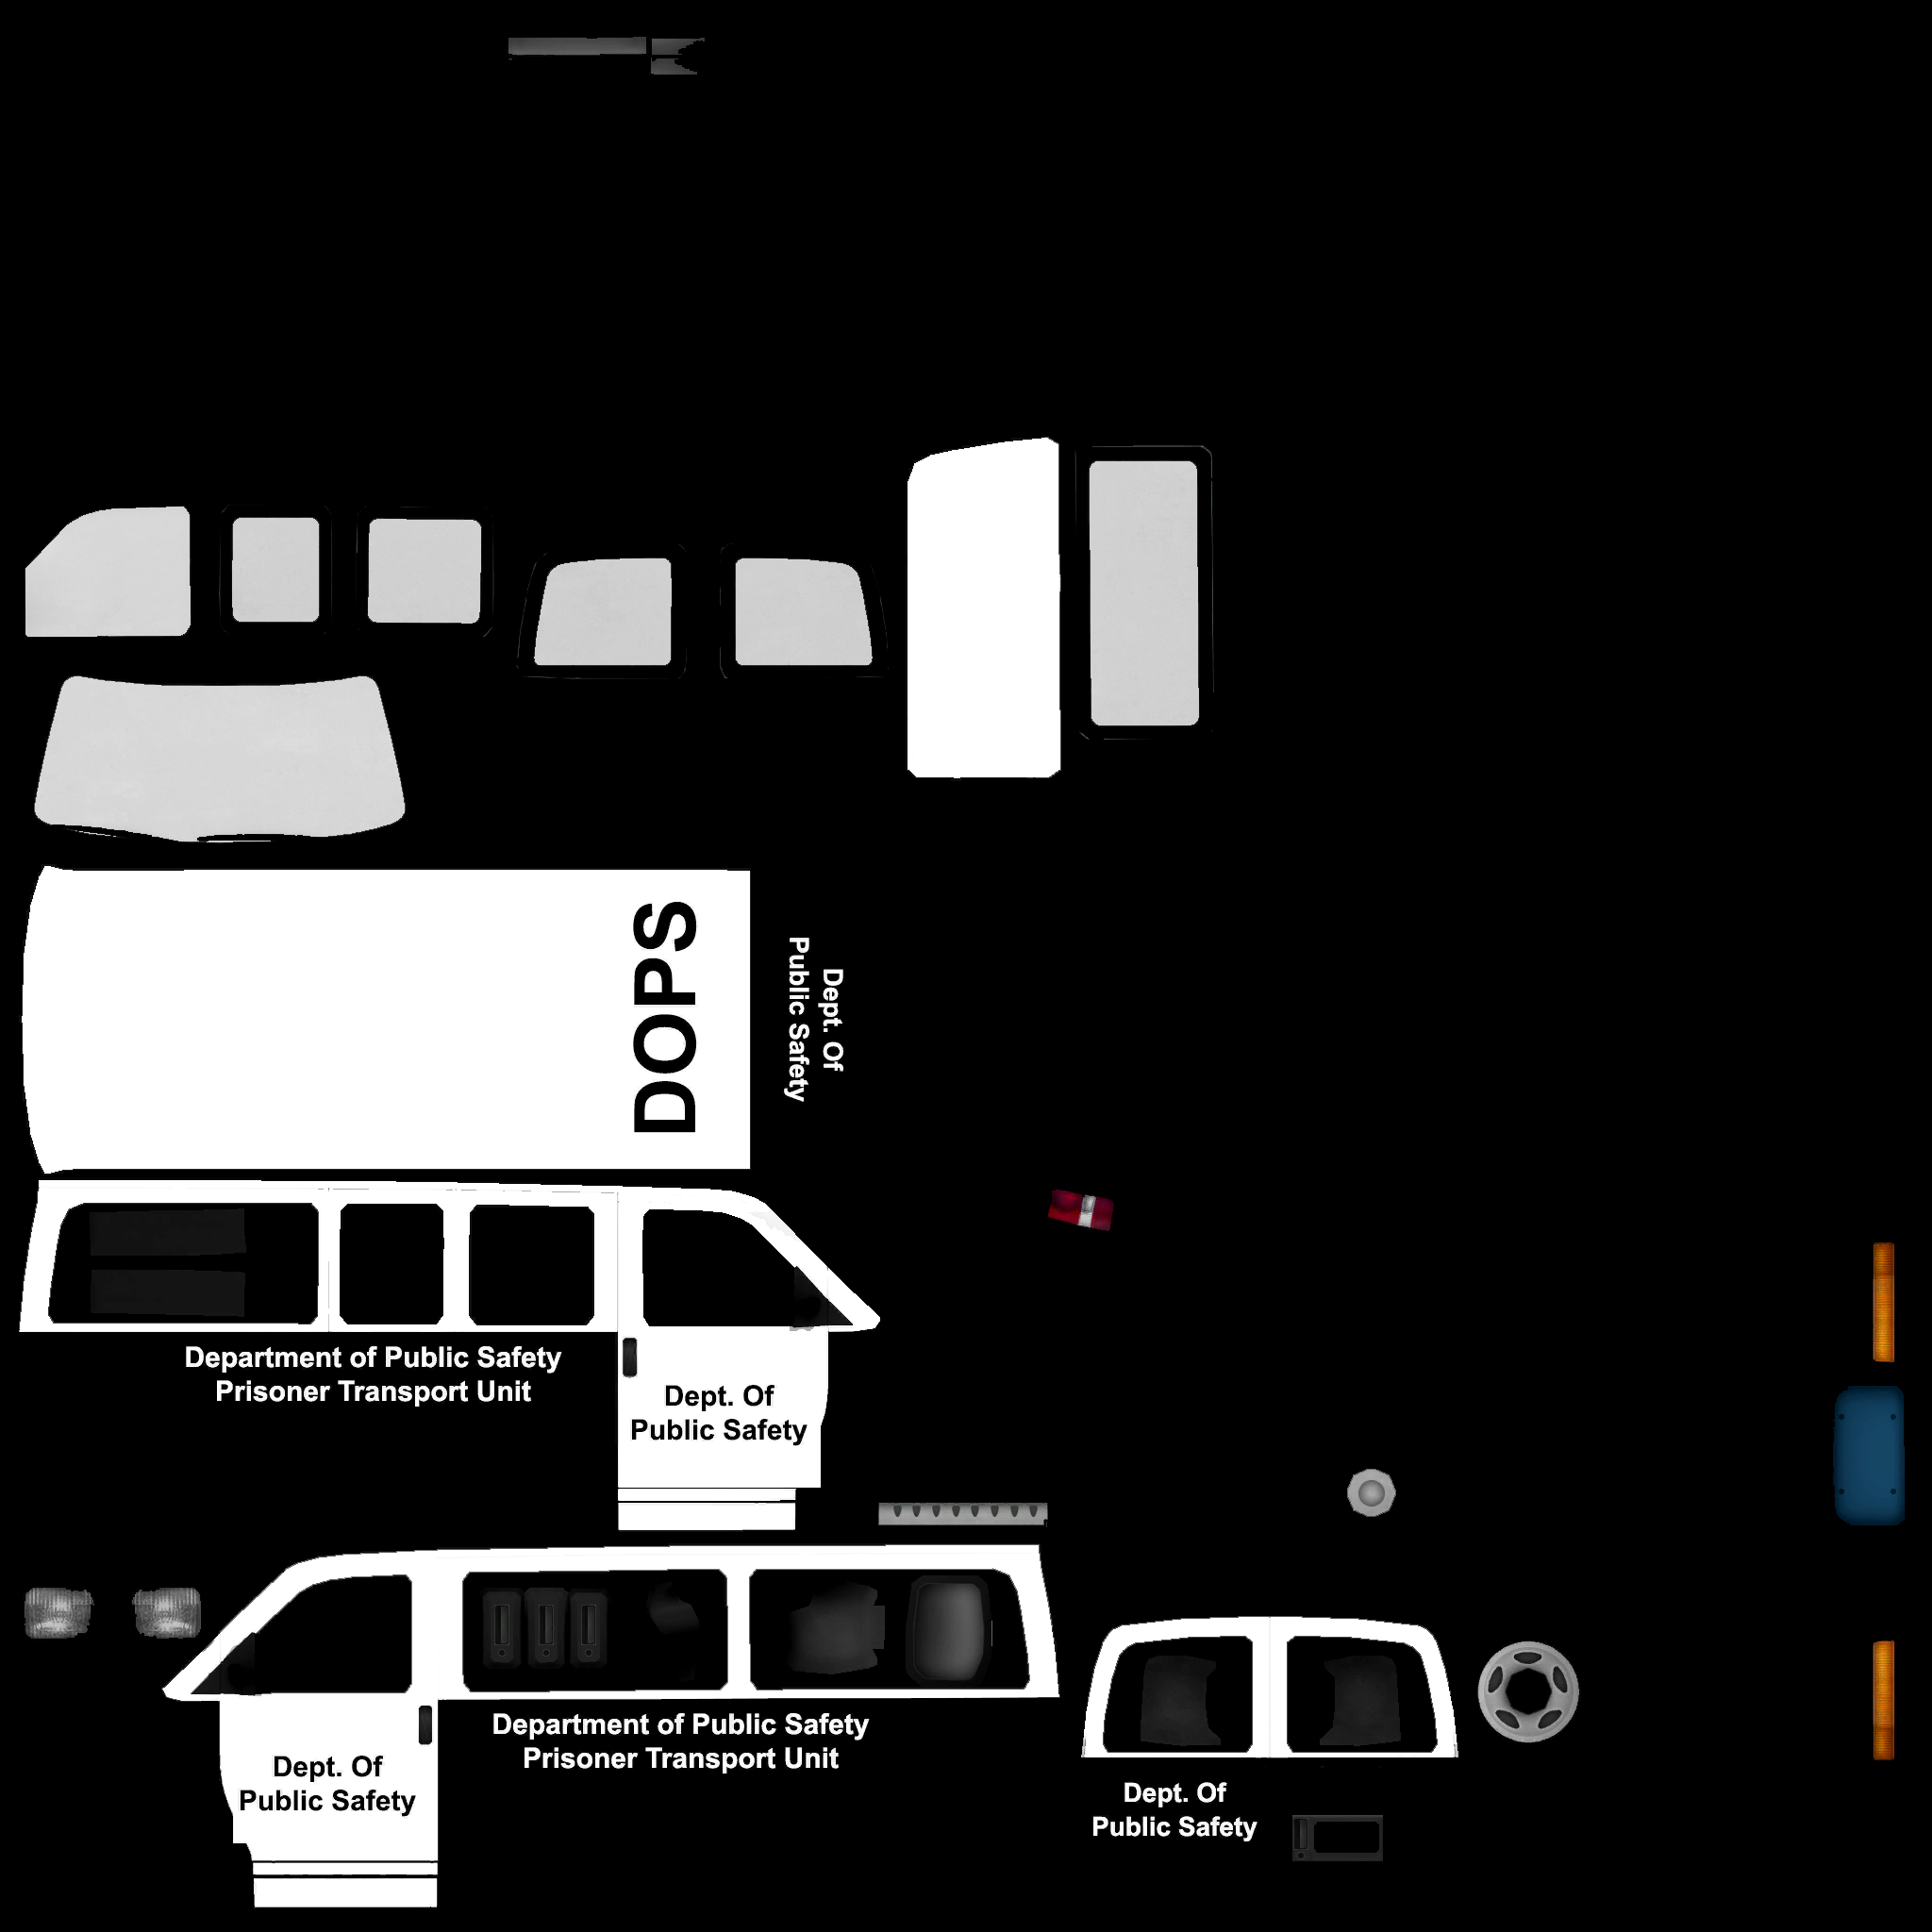 DOPS
Dept. Of
Public Safety
Department of Public Safety
Prisoner Transport Unit
Dept. Of
Public Safety
Department of Public Safety
Prisoner Transport Unit
Dept. Of
Public Safety
Dept. Of
Public Safety